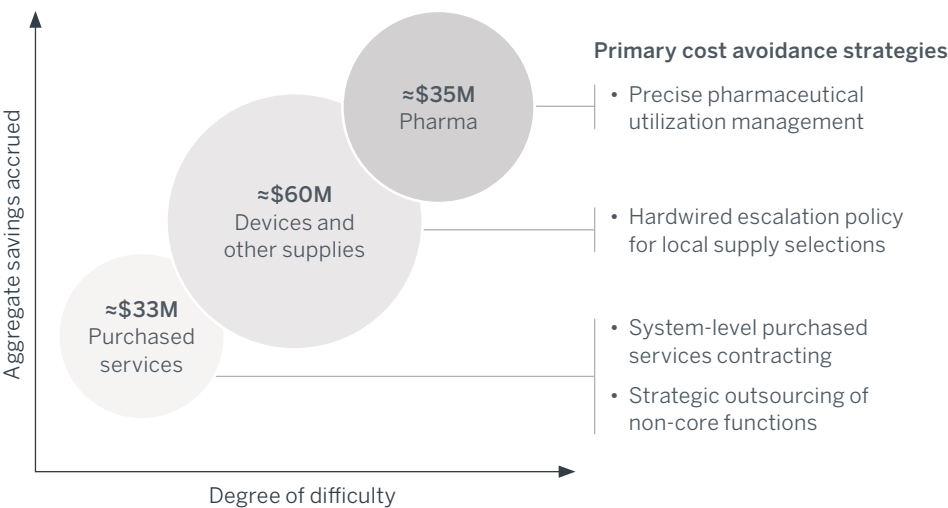 Primary cost avoidance strategies
≈$35M
Pharma
• Precise pharmaceutical
utilization management
≈$60M
Devices and
other supplies
• Hardwired escalation policy
for local supply selections
≈$33M
Purchased
services
• System-level purchased
services contracting
• Strategic outsourcing of
non-core functions
Aggregate savings accrued
Degree of difficulty